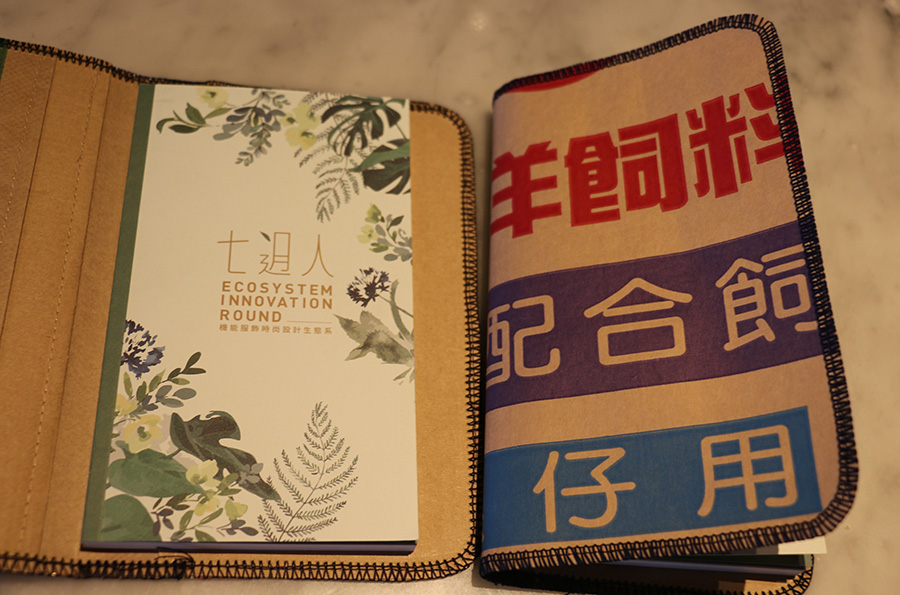 七迌人
ECOSYSTEM
INNOVATION
ROUND
機能服飾時尚設計生態系
羊飼料
配合飼
仔用